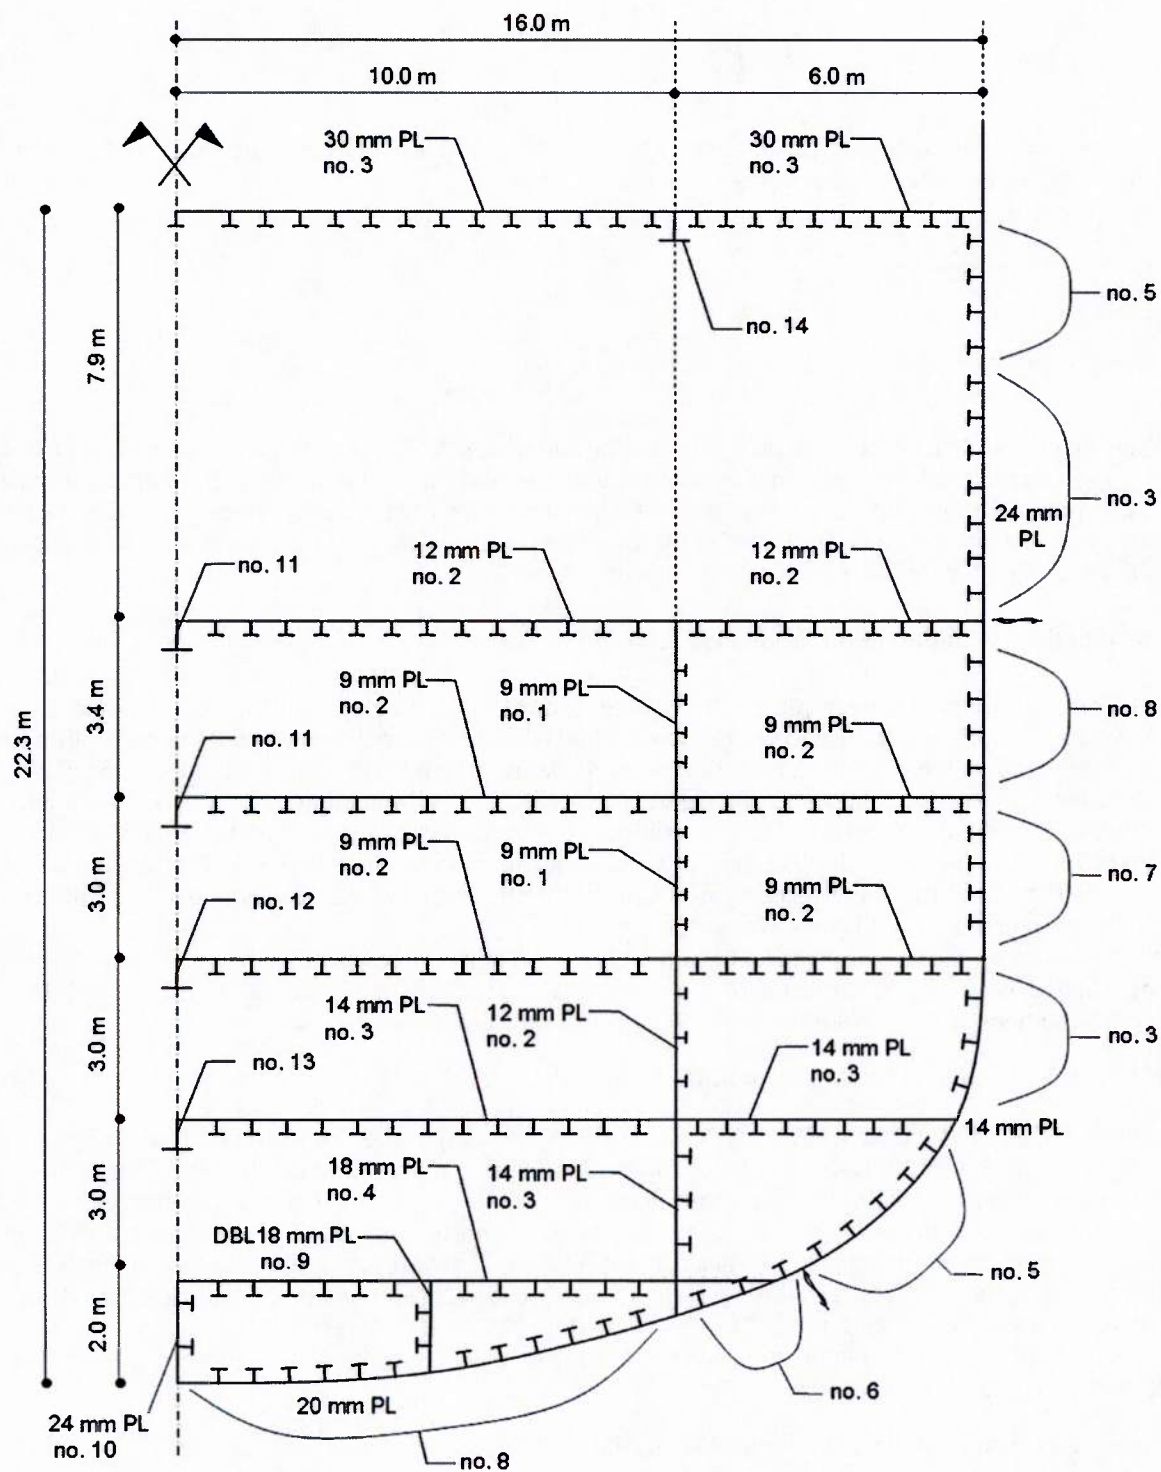 16.0 m
10.0 m
6.0 m
30 mm PL
no. 3
30 mm PL
no. 3
no. 5
no. 14
7.9 m
no. 3
24 mm
PL
no. 11
12 mm PL
no. 2
12 mm PL
no. 2
22.3 m
3.4 m
9 mm PL
no. 2
9 mm PL
no. 1
9 mm PL
no. 2
no. 8
no. 11
3.0 m
9 mm PL
no. 2
9 mm PL
no. 1
9 mm PL
no. 2
no. 7
no. 12
3.0 m
14 mm PL
no. 3
12 mm PL
no. 2
14 mm PL
no. 3
no. 3
no. 13
14 mm PL
3.0 m
18 mm PL
no. 4
14 mm PL
no. 3
DBL18 mm PL
no. 9
no. 5
2.0 m
no. 6
20 mm PL
24 mm PL
no. 10
no. 8